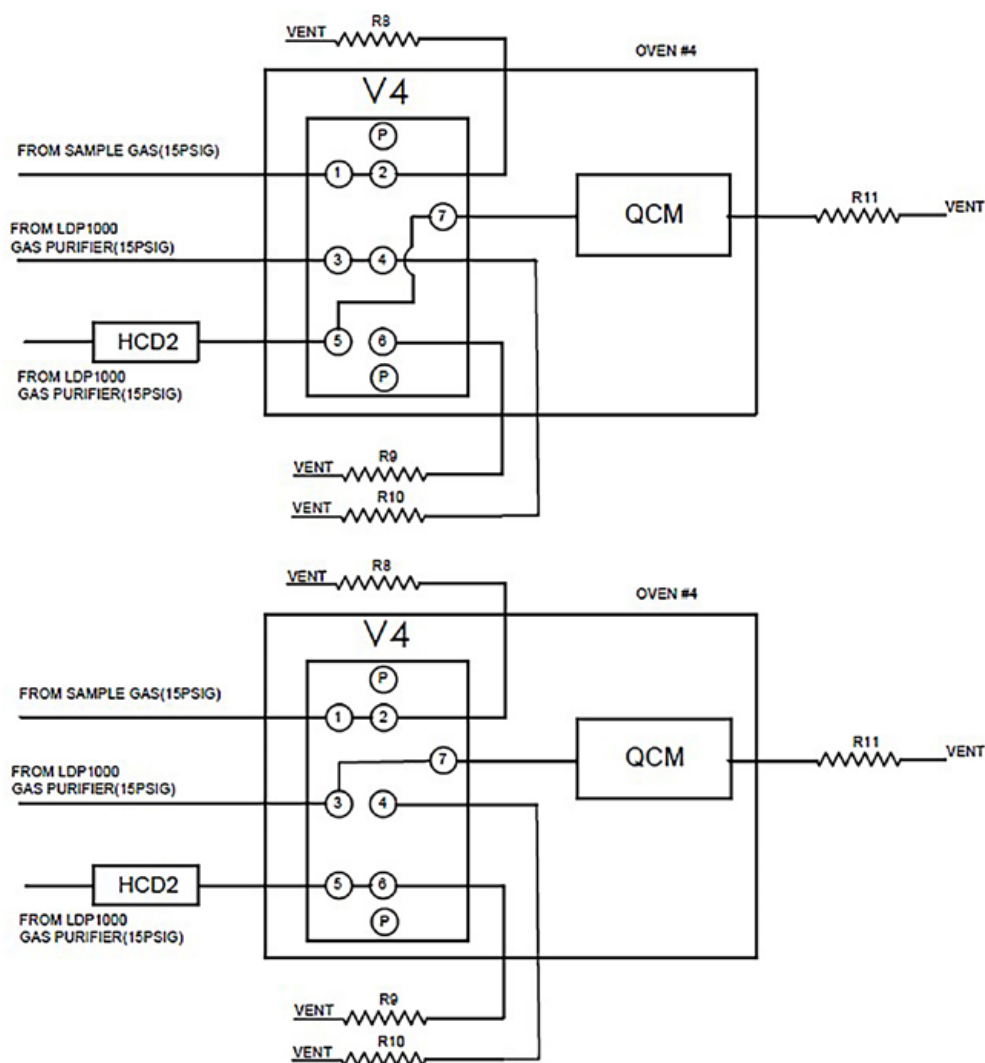 R8
VENT
OVEN #4
V4
P
FROM SAMPLE GAS(15PSIG)
1 2
R11
7
QCM
VENT
FROM LDP1000
GAS PURIFIER(15PSIG)
3 4
HCD2
5 6
FROM LDP1000
GAS PURIFIER(15PSIG)
P
R9
VENT
R10
VENT
R8
VENT
OVEN #4
V4
P
FROM SAMPLE GAS(15PSIG)
1 2
R11
7
QCM
VENT
FROM LDP1000
GAS PURIFIER(15PSIG)
3 4
HCD2
5 6
FROM LDP1000
GAS PURIFIER(15PSIG)
P
R9
VENT
R10
VENT